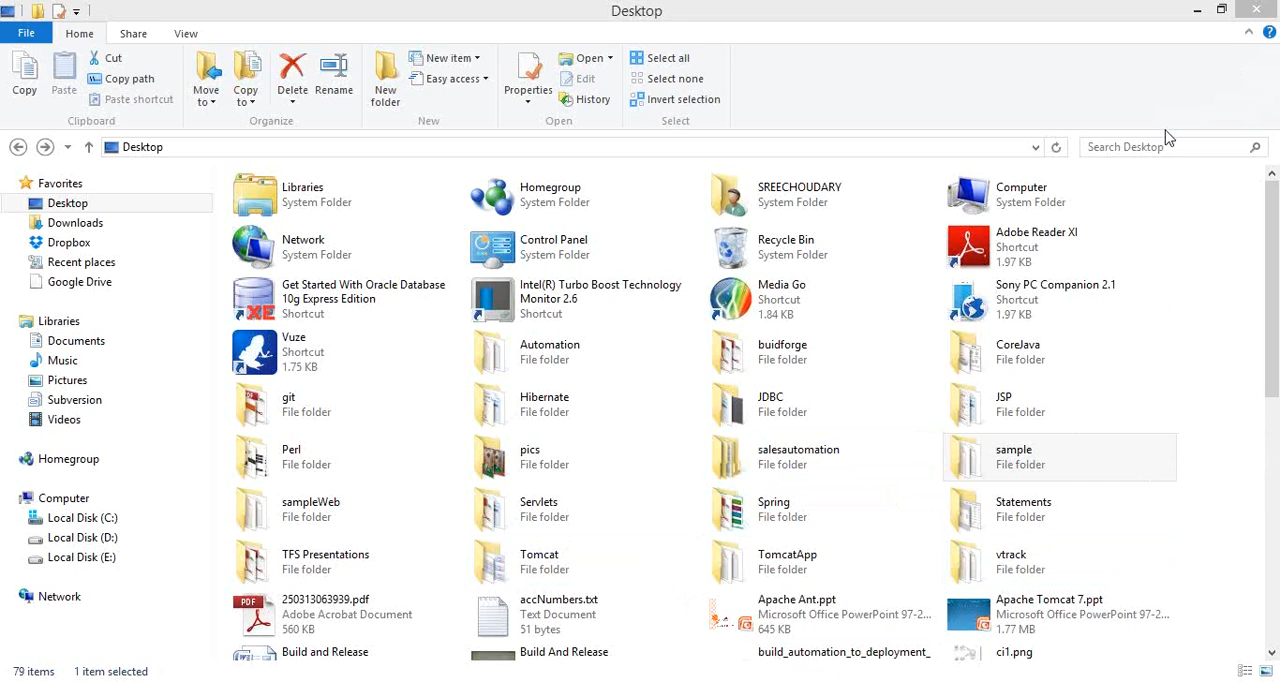 Desktop
File Home Share View
Copy
Paste
Cut
Copy path
Paste shortcut
Clipboard
Move to
Copy to
Delete
Rename
Organize
New folder
New item
Easy access
New
Properties
Open
Edit
History
Open
Select all
Select none
Invert selection
Select
Desktop
Search Desktop
Favorites
Desktop
Downloads
Dropbox
Recent places
Google Drive
Libraries
Documents
Music
Pictures
Subversion
Videos
Homegroup
Computer
Local Disk (C:)
Local Disk (D:)
Local Disk (E:)
Network
Libraries
System Folder
Homegroup
System Folder
SREECHOUDARY
System Folder
Computer
System Folder
Network
System Folder
Control Panel
System Folder
Recycle Bin
System Folder
Adobe Reader XI
Shortcut
1.97 KB
Get Started With Oracle Database
10g Express Edition
Shortcut
XE
Intel(R) Turbo Boost Technology
Monitor 2.6
Shortcut
Media Go
Shortcut
1.84 KB
Sony PC Companion 2.1
Shortcut
1.97 KB
Vuze
Shortcut
1.75 KB
Automation
File folder
buidforge
File folder
CoreJava
File folder
git
File folder
Hibernate
File folder
JDBC
File folder
JSP
File folder
Perl
File folder
pics
File folder
salesautomation
File folder
sample
File folder
sampleWeb
File folder
Servlets
File folder
Spring
File folder
Statements
File folder
TFS Presentations
File folder
Tomcat
File folder
TomcatApp
File folder
vtrack
File folder
PDF
250313063939.pdf
Adobe Acrobat Document
560 KB
accNumbers.txt
Text Document
51 bytes
Apache Ant.ppt
Microsoft Office PowerPoint 97-2...
645 KB
Apache Tomcat 7.ppt
Microsoft Office PowerPoint 97-2...
1.77 MB
Build and Release
Build And Release
build_automation_to_deployment_
ci1.png
79 items 1 item selected